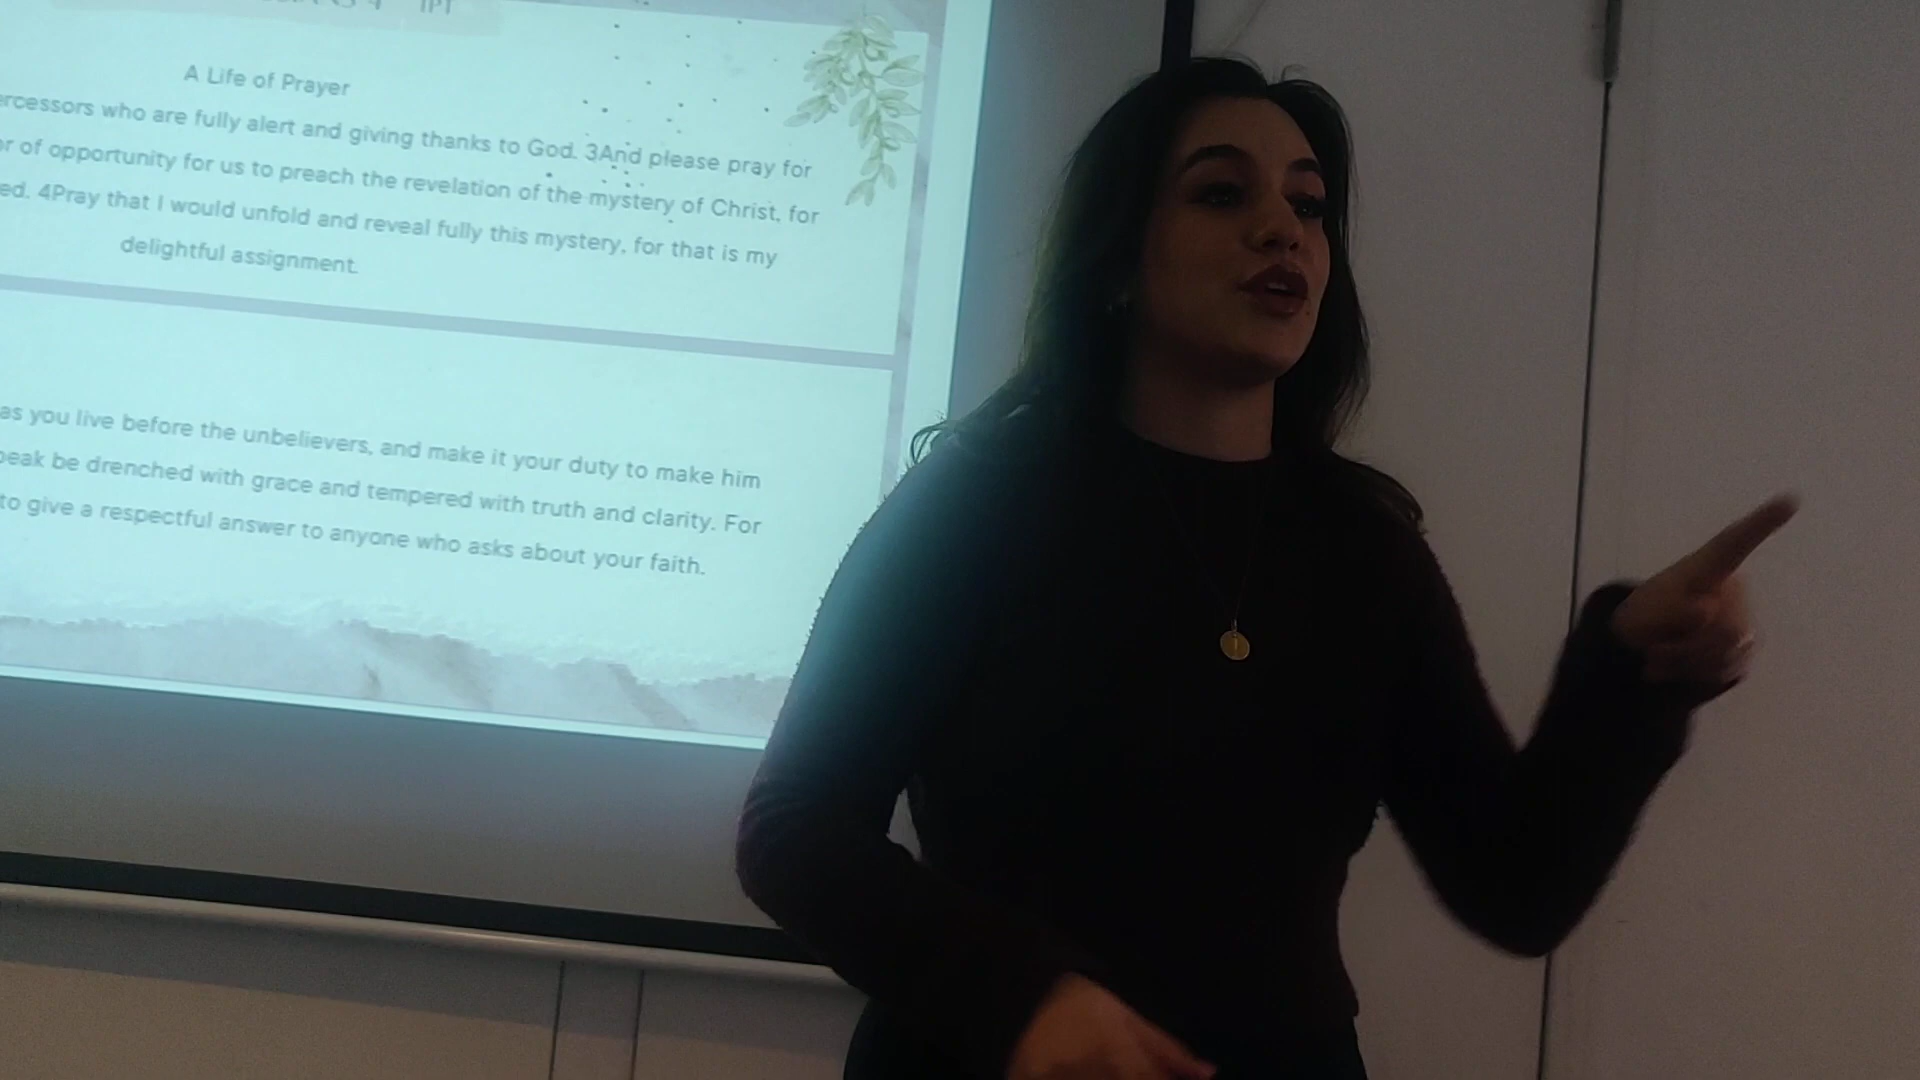 A Life of Prayer
who are fully alert and giving thanks to God. 3And please pray for
of opportunity for us to preach the revelation of the mystery of Christ, for
4Pray that I would unfold and reveal fully this mystery, for that is my
delightful assignment.
as you live before the unbelievers, and make it your duty to make him
be drenched with grace and tempered with truth and clarity. For
to give a respectful answer to anyone who asks about your faith.